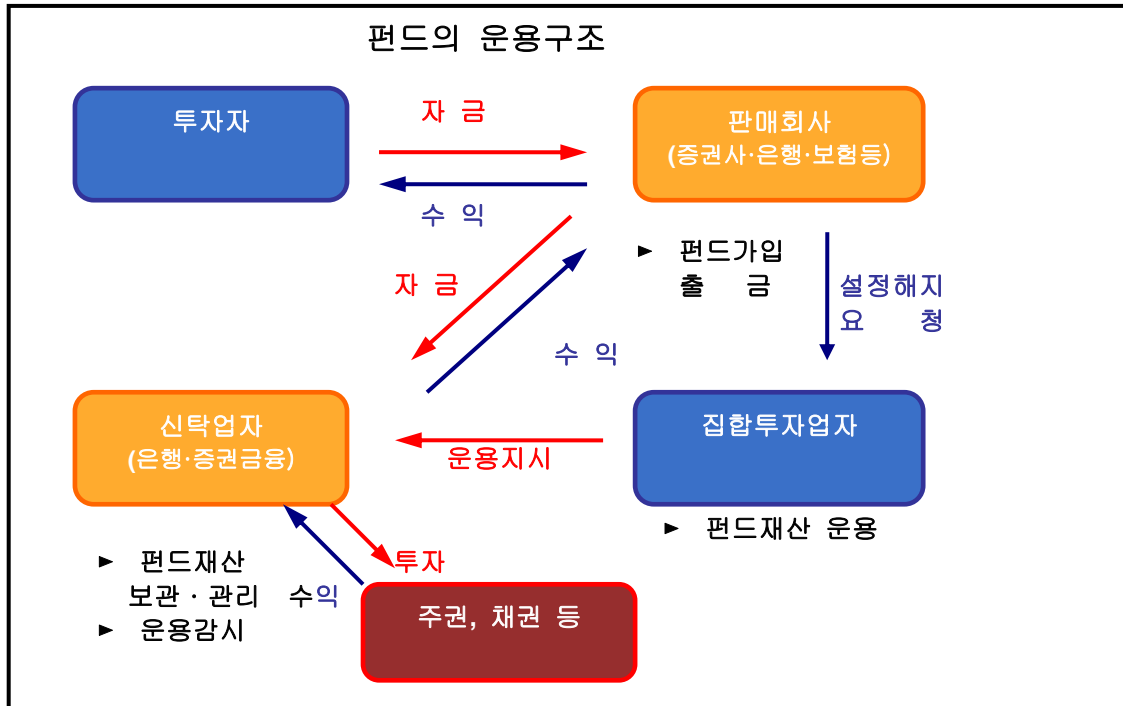 펀드의 운용구조
투자자
자 금
판매회사
(증권사·은행·보험등)
수 익
► 펀드가입
출 금
설정해지
요 청
자 금
수 익
신탁업자
(은행·증권금융)
운용지시
집합투자업자
► 펀드재산 운용
► 펀드재산
보관 · 관리
► 운용감시
수익
투자
주권, 채권 등